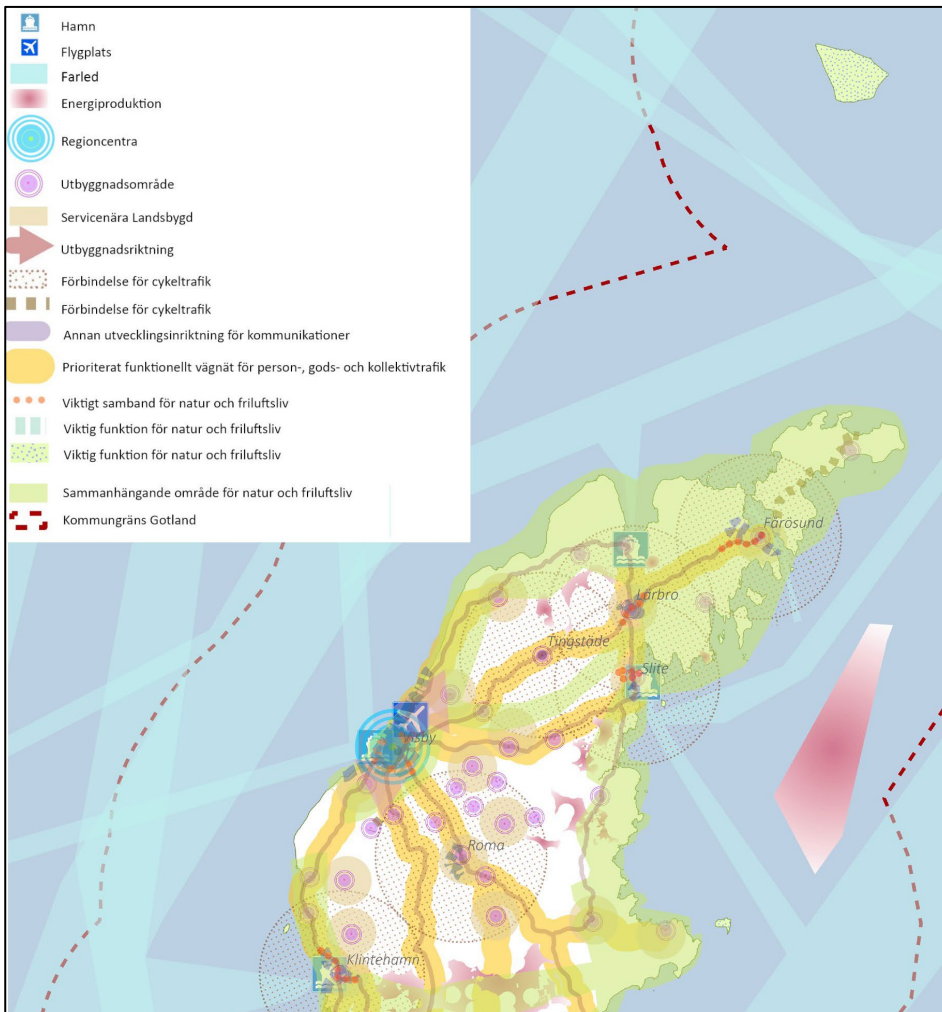 Hamn
Flygplats
Farled
Energiproduktion
Regioncentra
Utbyggnadsområde
Servicenära Landsbygd
Utbyggnadsriktning
Förbindelse för cykeltrafik
Förbindelse för cykeltrafik
Annan utvecklingsinriktning för kommunikationer
Prioriterat funktionellt vägnät för person-, gods- och kollektivtrafik
Viktigt samband för natur och friluftsliv
Viktig funktion för natur och friluftsliv
Viktig funktion för natur och friluftsliv
Sammanhängande område för natur och friluftsliv
Kommungräns Gotland
Fårösund
Lärbro
Tingstäde
Slite
Visby
Roma
Klintehamn